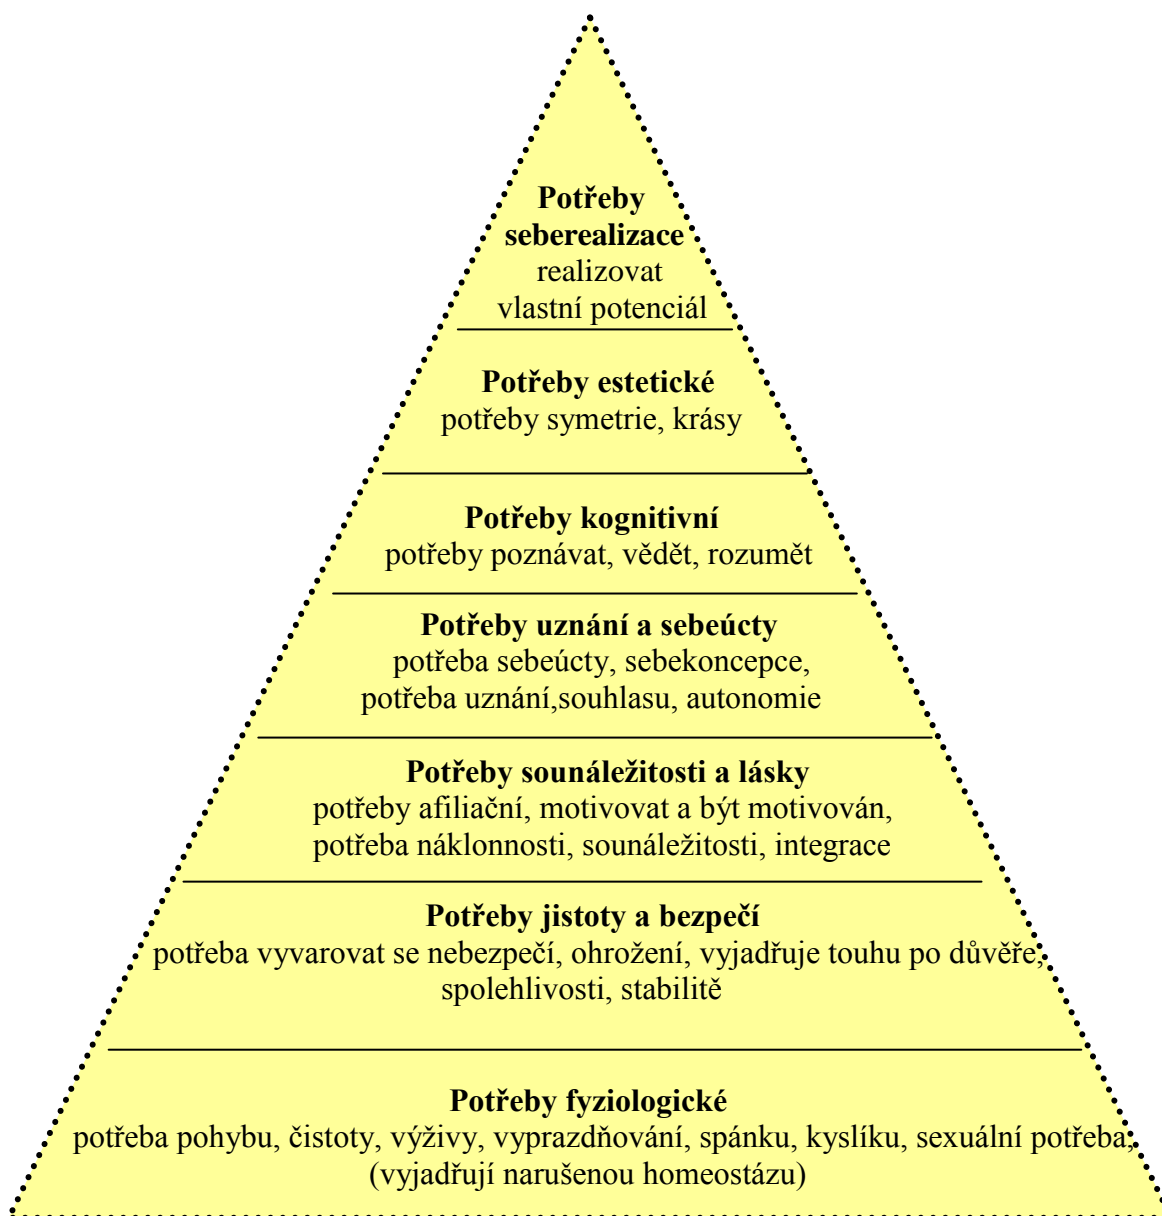 Potřeby
seberealizace
realizovat
vlastní potenciál
Potřeby estetické
potřeby symetrie, krásy
Potřeby kognitivní
potřeby poznávat, vědět, rozumět
Potřeby uznání a sebeúcty
potřeba sebeúcty, sebekoncepce,
potřeba uznání,souhlasu, autonomie
Potřeby sounáležitosti a lásky
potřeby afiliační, motivovat a být motivován,
potřeba náklonnosti, sounáležitosti, integrace
Potřeby jistoty a bezpečí
potřeba vyvarovat se nebezpečí, ohrožení, vyjadřuje touhu po důvěře,
spolehlivosti, stabilitě
Potřeby fyziologické
potřeba pohybu, čistoty, výživy, vyprazdňování, spánku, kyslíku, sexuální potřeba,
(vyjadřují narušenou homeostázu)